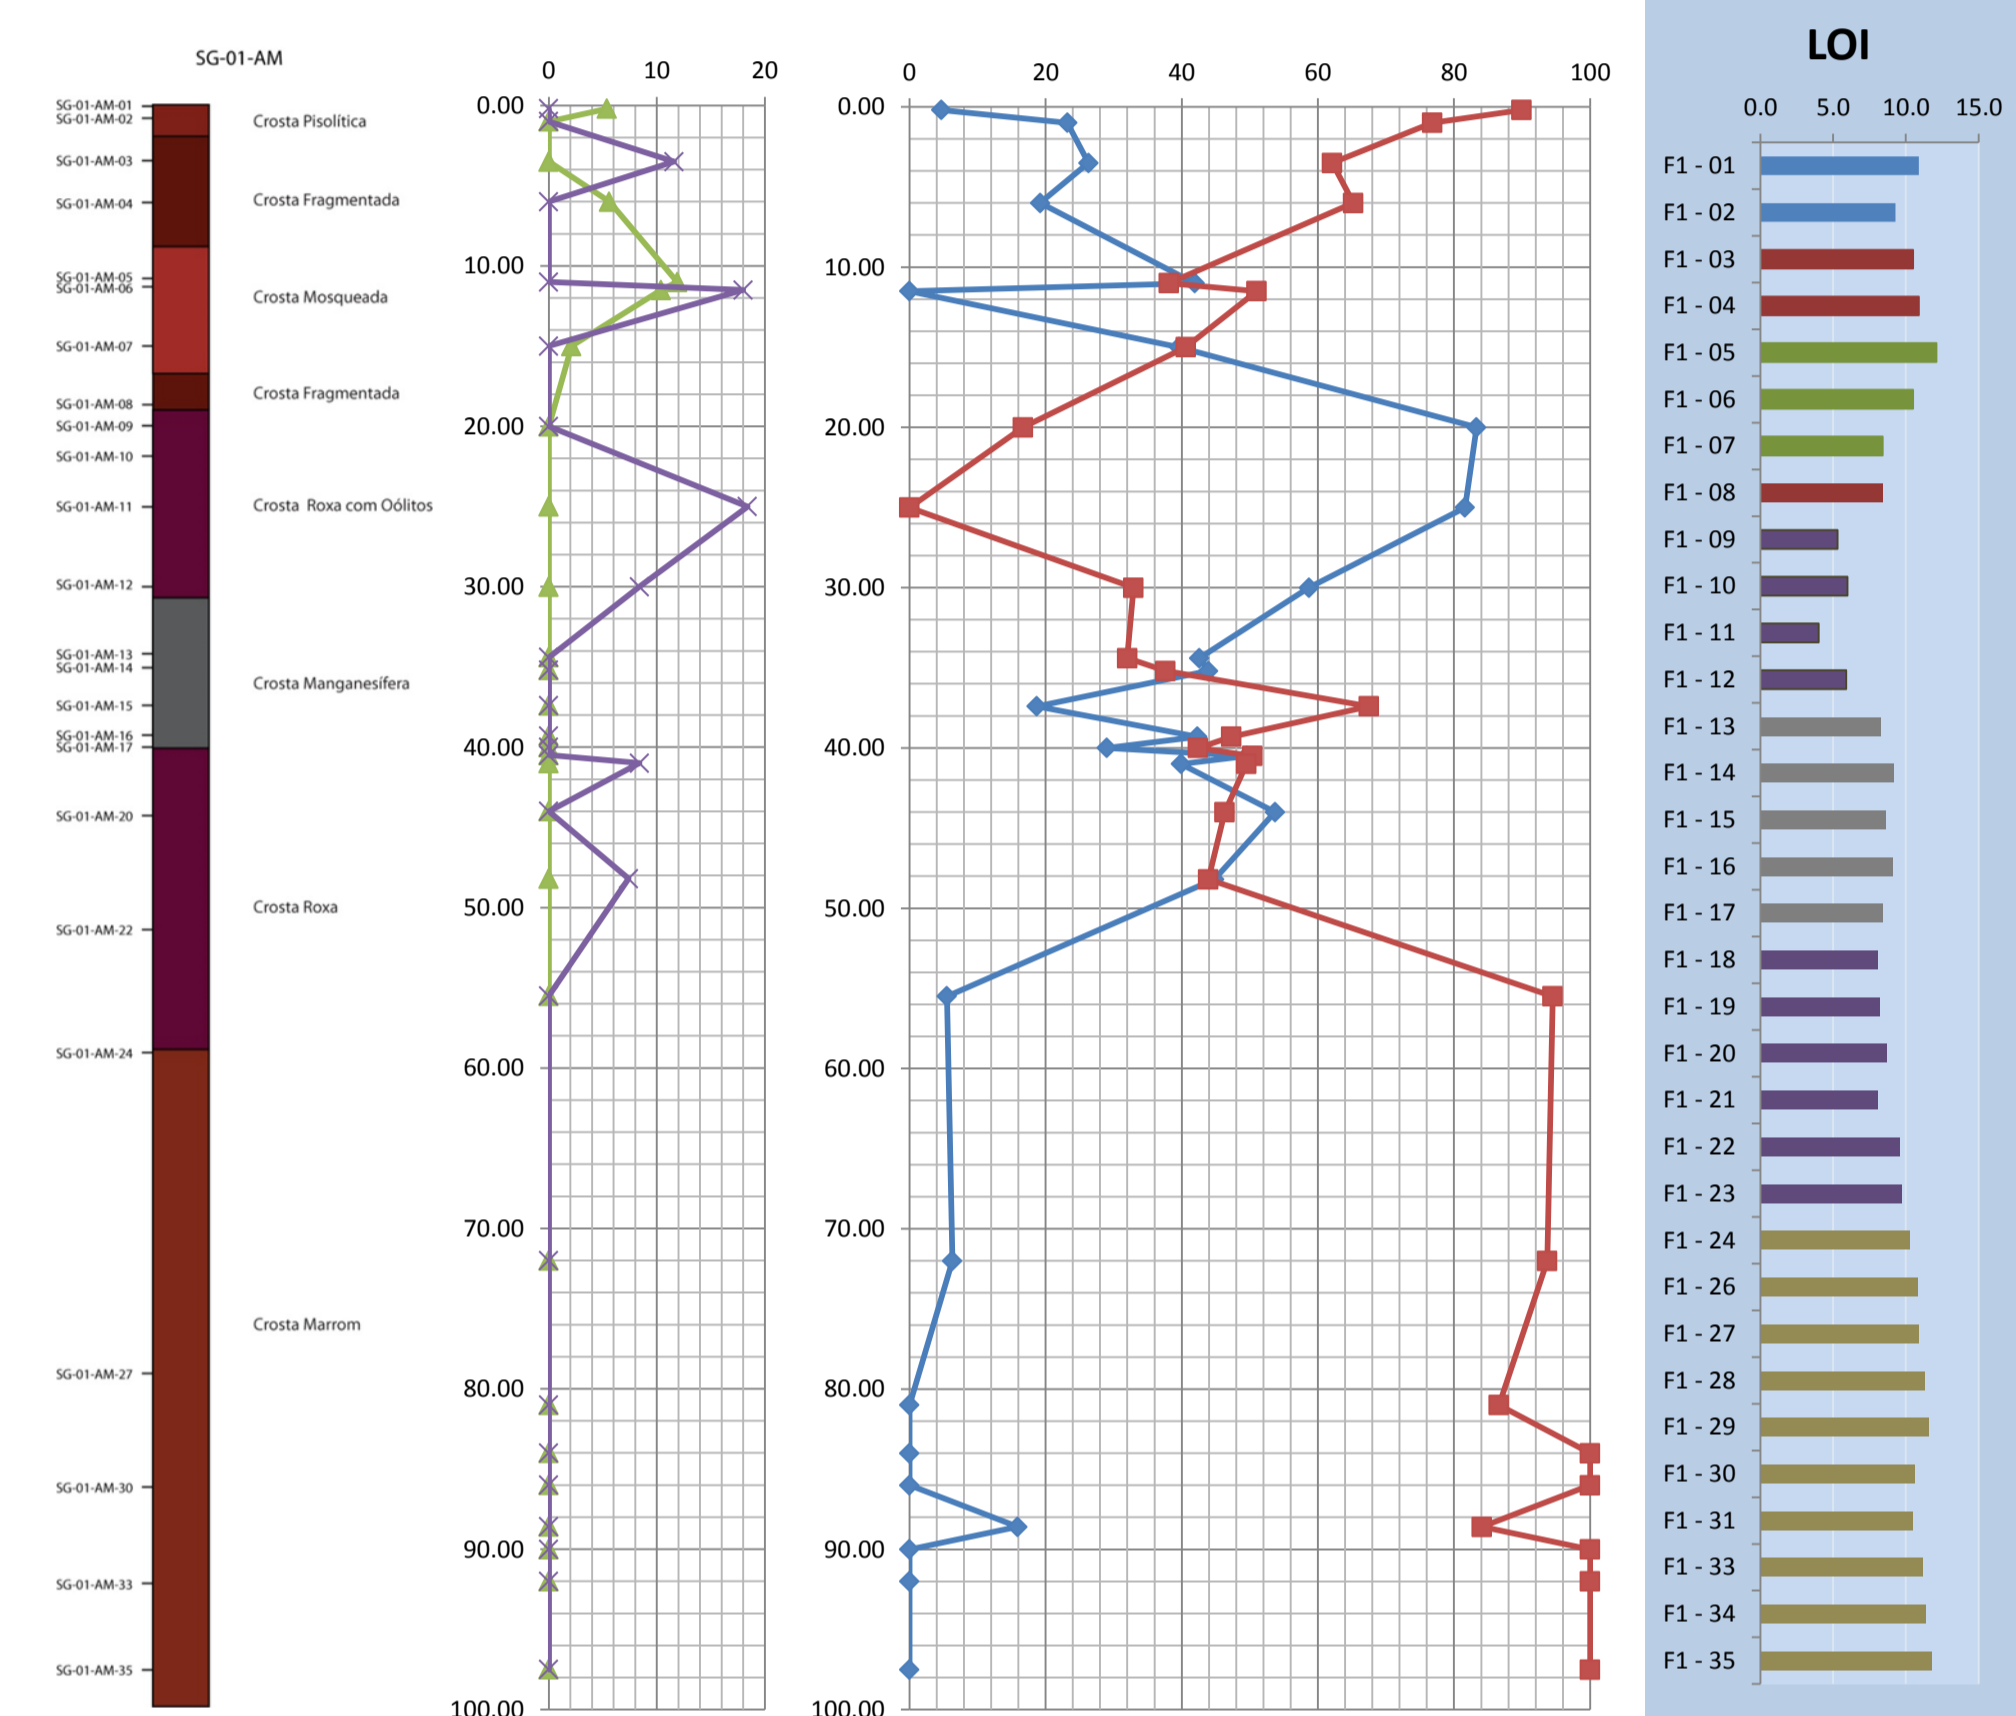 SG-01-AM
SG-01-AM-01
SG-01-AM-02
SG-01-AM-03
SG-01-AM-04
SG-01-AM-05
SG-01-AM-06
SG-01-AM-07
SG-01-AM-08
SG-01-AM-09
SG-01-AM-10
SG-01-AM-11
SG-01-AM-12
SG-01-AM-13
SG-01-AM-14
SG-01-AM-15
SG-01-AM-16
SG-01-AM-17
SG-01-AM-20
SG-01-AM-22
SG-01-AM-24
SG-01-AM-27
SG-01-AM-30
SG-01-AM-33
SG-01-AM-35
Crosta Pisolítica
Crosta Fragmentada
Crosta Mosqueada
Crosta Fragmentada
Crosta Roxa com Oólitos
Crosta Manganesífera
Crosta Roxa
Crosta Marrom
0 10 20
0.00
10.00
20.00
30.00
40.00
50.00
60.00
70.00
80.00
90.00
100.00
0 20 40 60 80 100
0.00
10.00
20.00
30.00
40.00
50.00
60.00
70.00
80.00
90.00
100.00
LOI
0.0 5.0 10.0 15.0
F1 - 01
F1 - 02
F1 - 03
F1 - 04
F1 - 05
F1 - 06
F1 - 07
F1 - 08
F1 - 09
F1 - 10
F1 - 11
F1 - 12
F1 - 13
F1 - 14
F1 - 15
F1 - 16
F1 - 17
F1 - 18
F1 - 19
F1 - 20
F1 - 21
F1 - 22
F1 - 23
F1 - 24
F1 - 26
F1 - 27
F1 - 28
F1 - 29
F1 - 30
F1 - 31
F1 - 33
F1 - 34
F1 - 35